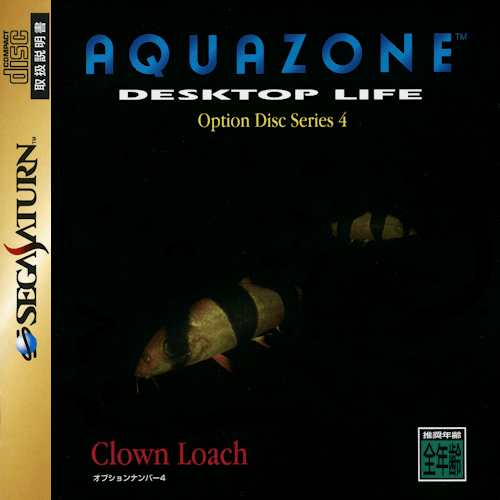 COMPACT
disc
取扱説明書
SEGA SATURN™
AQUAZONE™
DESKTOP LIFE
Option Disc Series 4
Clown Loach
オプションナンバー4
推奨年齢
全年齢